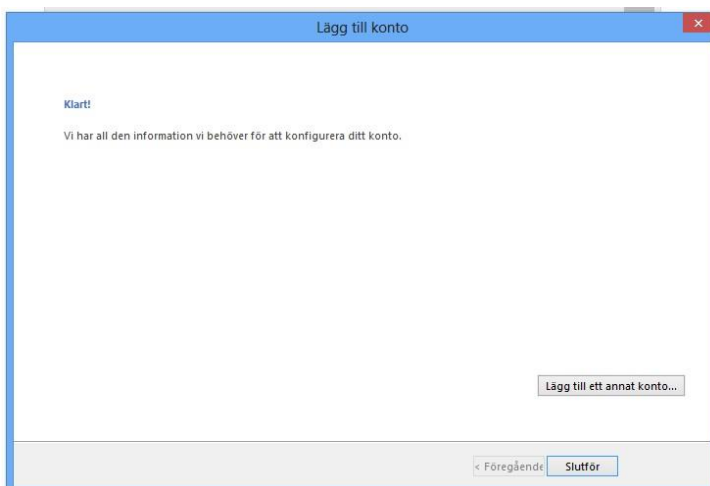 Lägg till konto
Klart!
Vi har all den information vi behöver för att konfigurera ditt konto.
Lägg till ett annat konto...
< Föregående
Slutför